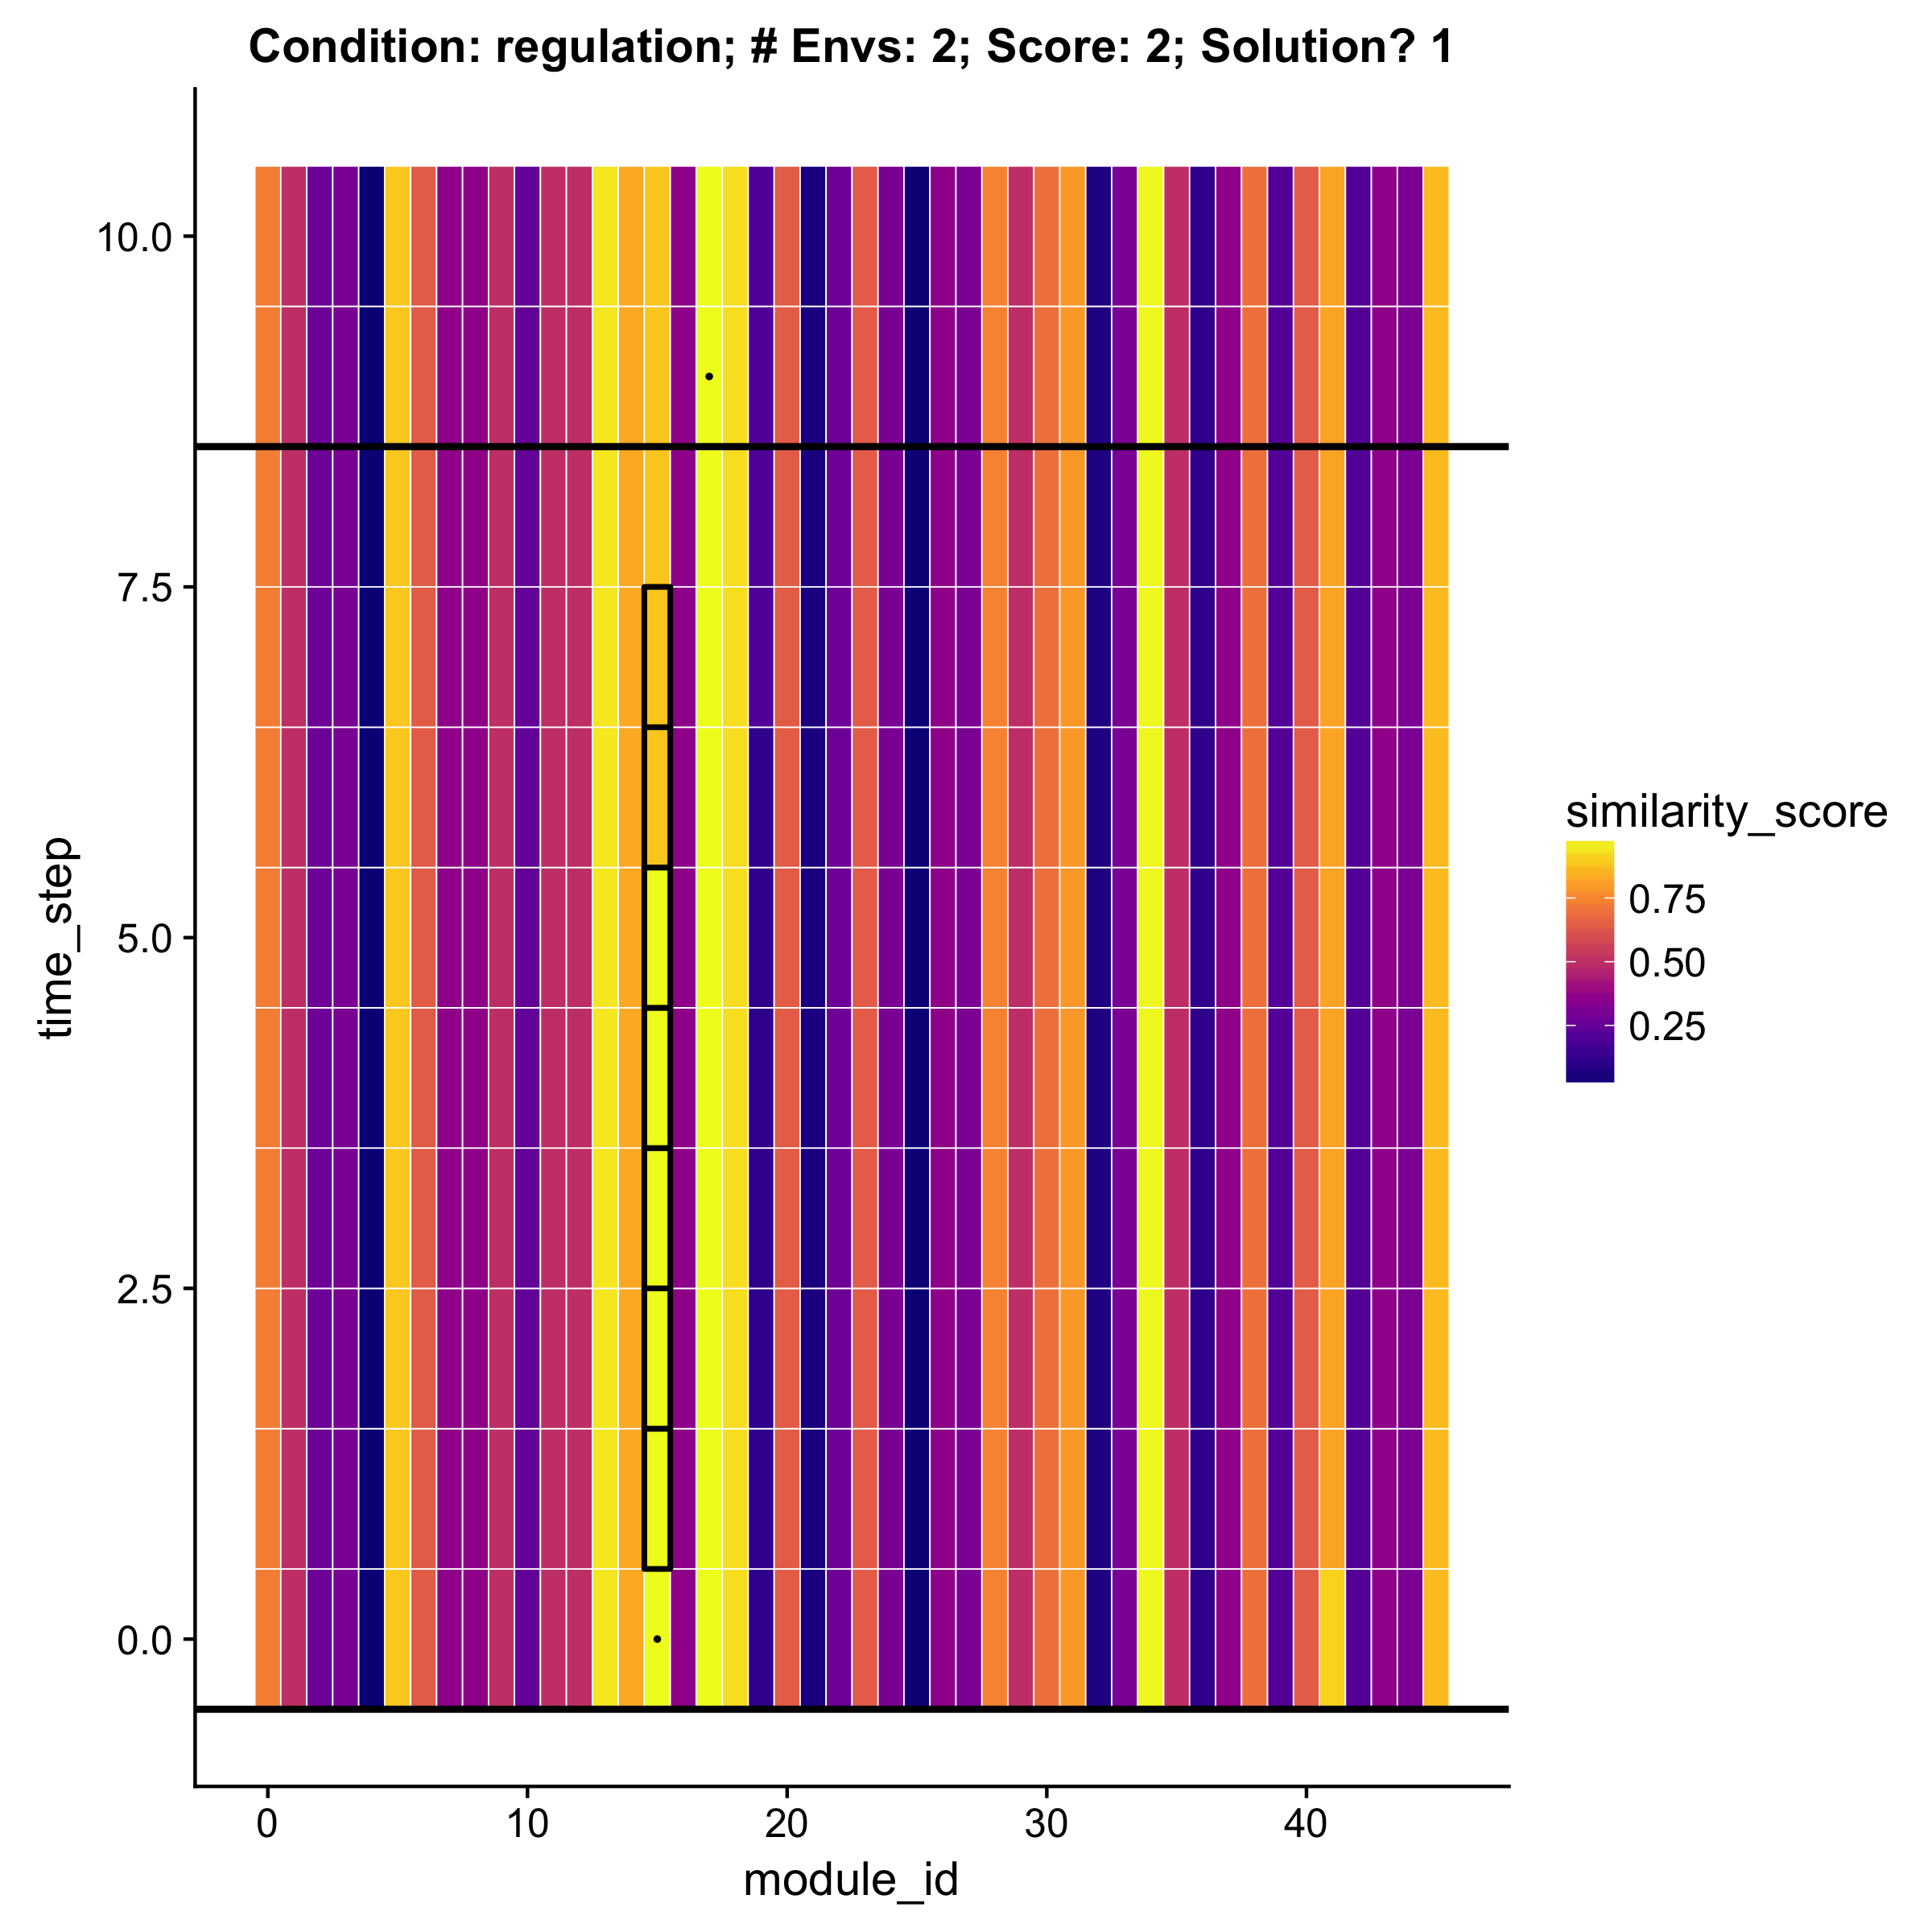 Condition: regulation; # Envs: 2; Score: 2; Solution? 1
10.0
7.5
5.0
2.5
0.0
time_step
0 10 20 30 40
module_id
similarity_score
0.75
0.50
0.25